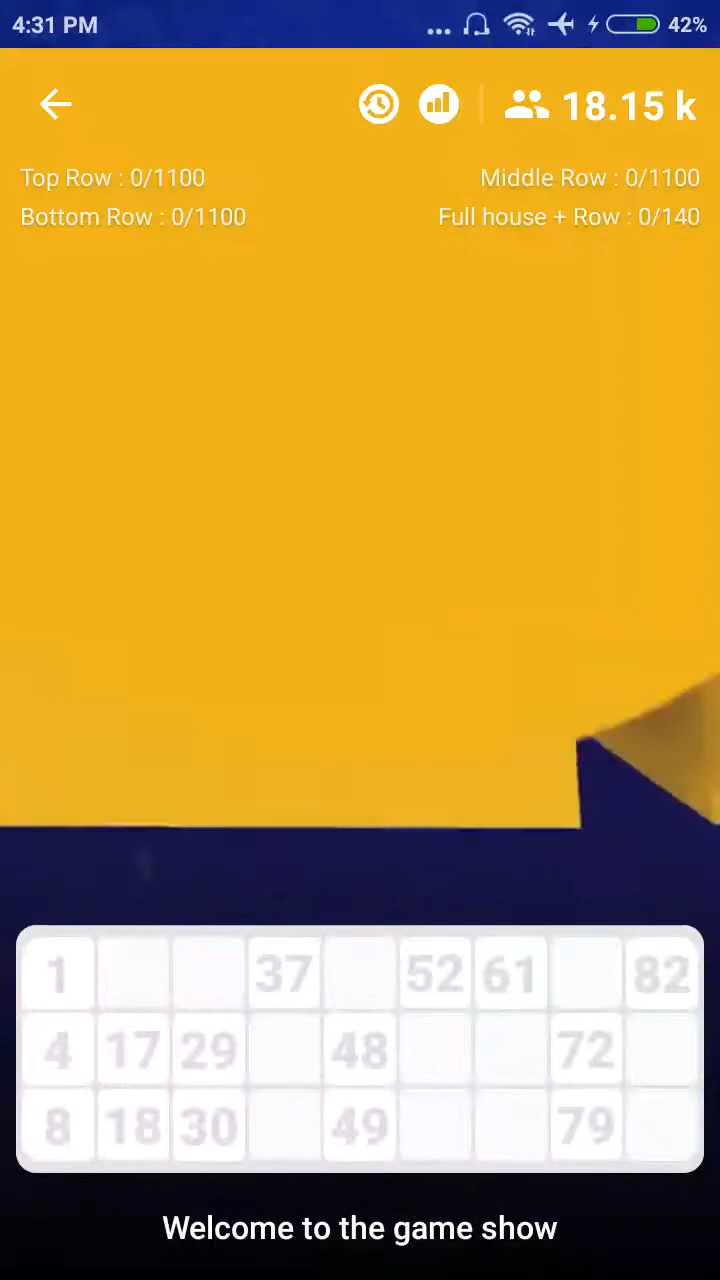 4:31 PM ... 42%
18.15 k
Top Row : 0/1100 Middle Row : 0/1100
Bottom Row : 0/1100 Full house + Row : 0/140
1 37 52 61 82
4 17 29 48 72
8 18 30 49 79
Welcome to the game show